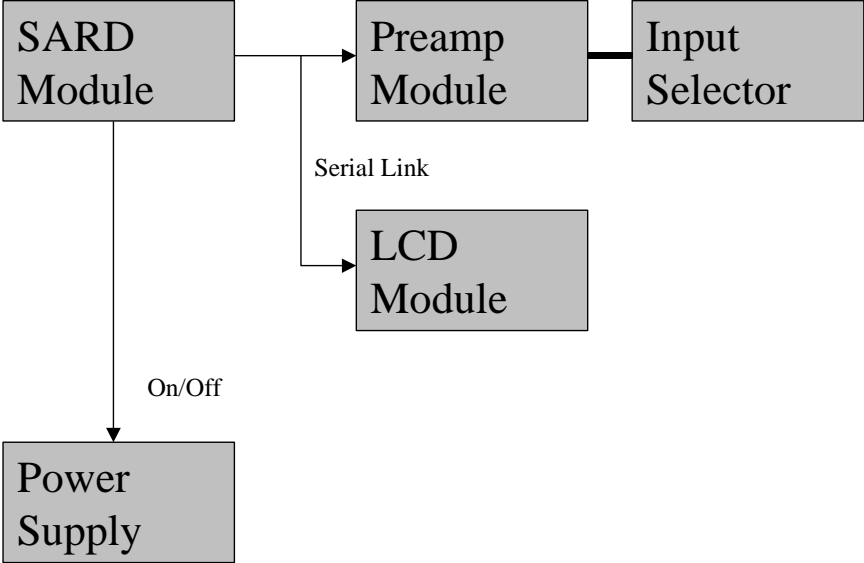 SARD
Module
Preamp
Module
Input
Selector
Serial Link
LCD
Module
On/Off
Power
Supply